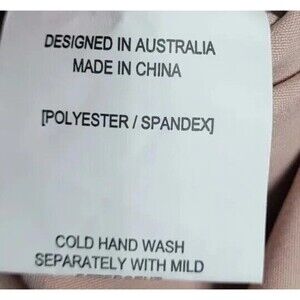 DESIGNED IN AUSTRALIA
MADE IN CHINA
[POLYESTER / SPANDEX]
COLD HAND WASH
SEPARATELY WITH MILD